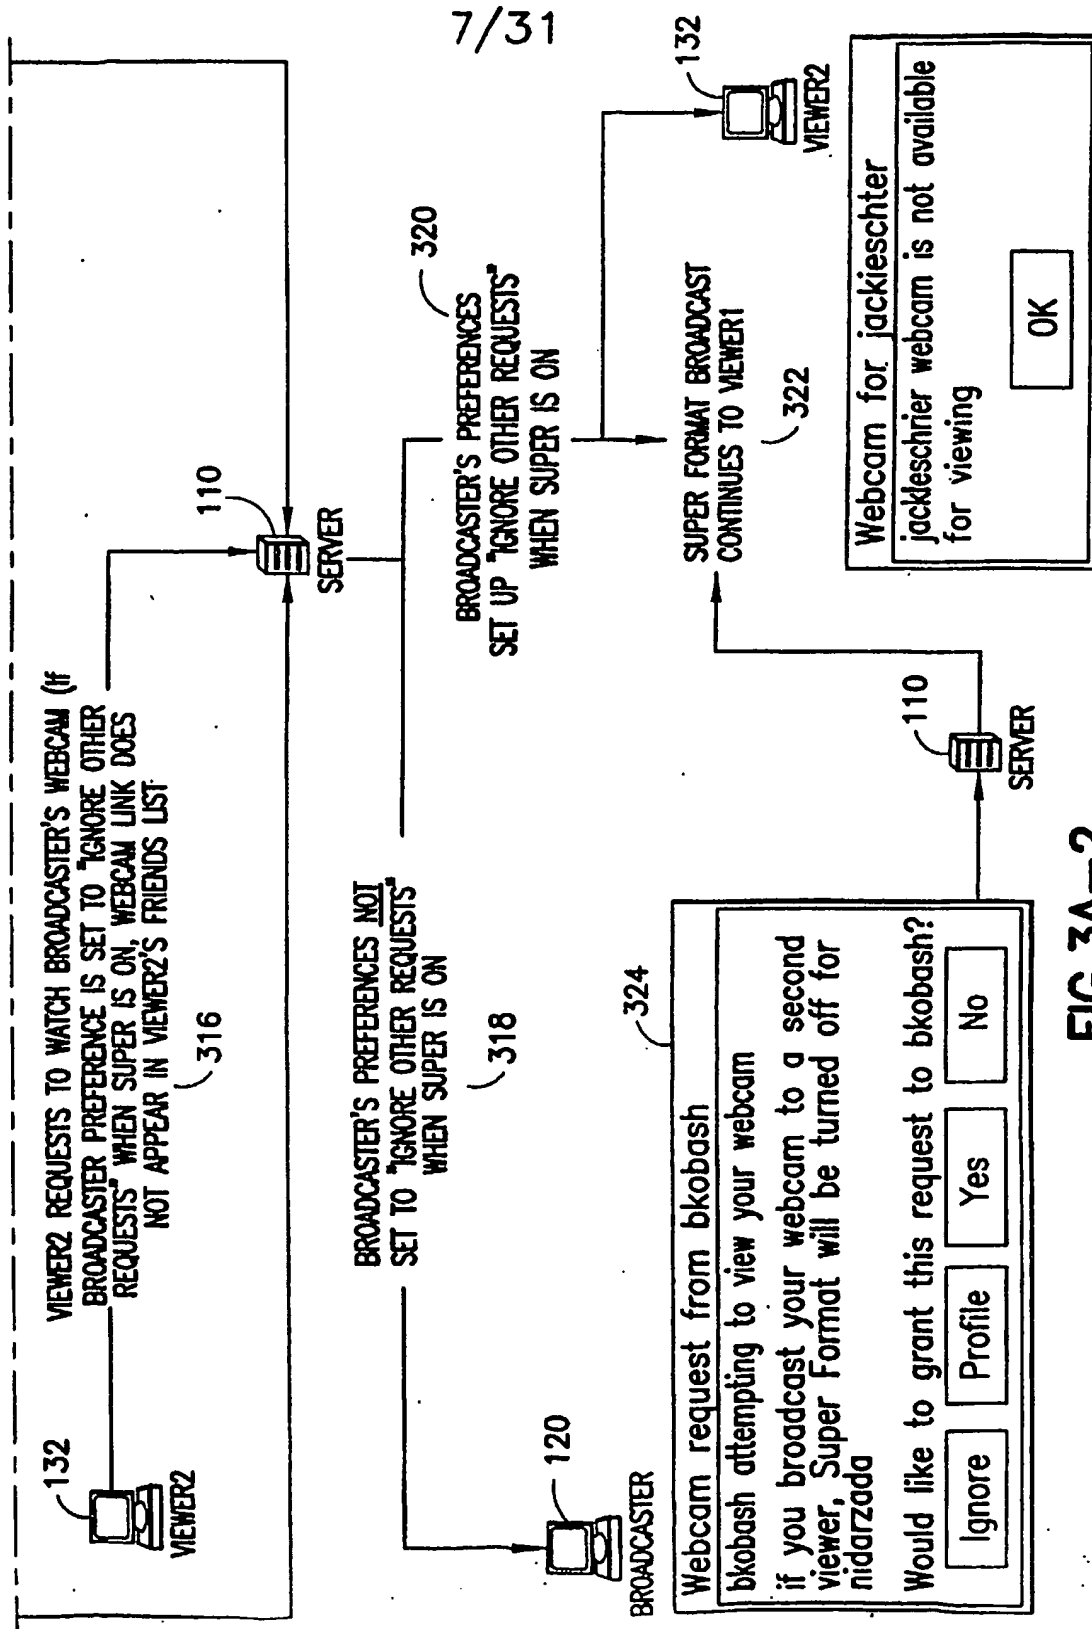 7/31
132
VIEWER2
VIEWER2 REQUESTS TO WATCH BROADCASTER'S WEBCAM (If
BROADCASTER PREFERENCE IS SET TO "IGNORE OTHER
REQUESTS" WHEN SUPER IS ON, WEBCAM LINK DOES
NOT APPEAR IN VIEWER2'S FRIENDS LIST
316
110
SERVER
BROADCASTER'S PREFERENCES NOT
SET TO "IGNORE OTHER REQUESTS"
WHEN SUPER IS ON
318
BROADCASTER'S PREFERENCES
SET UP "IGNORE OTHER REQUESTS"
WHEN SUPER IS ON
320
120
BROADCASTER
SUPER FORMAT BROADCAST
CONTINUES TO VIEWER1
322
132
VIEWER2
324
Webcam request from bkobash
bkobash attempting to view your webcam
if you broadcast your webcam to a second
viewer, Super Format will be turned off for
nidarzada
Would like to grant this request to bkobash?
Ignore
Profile
Yes
No
110
SERVER
Webcam for jackieschter
jackleschrier webcam is not available
for viewing
OK
FIG.3A-2